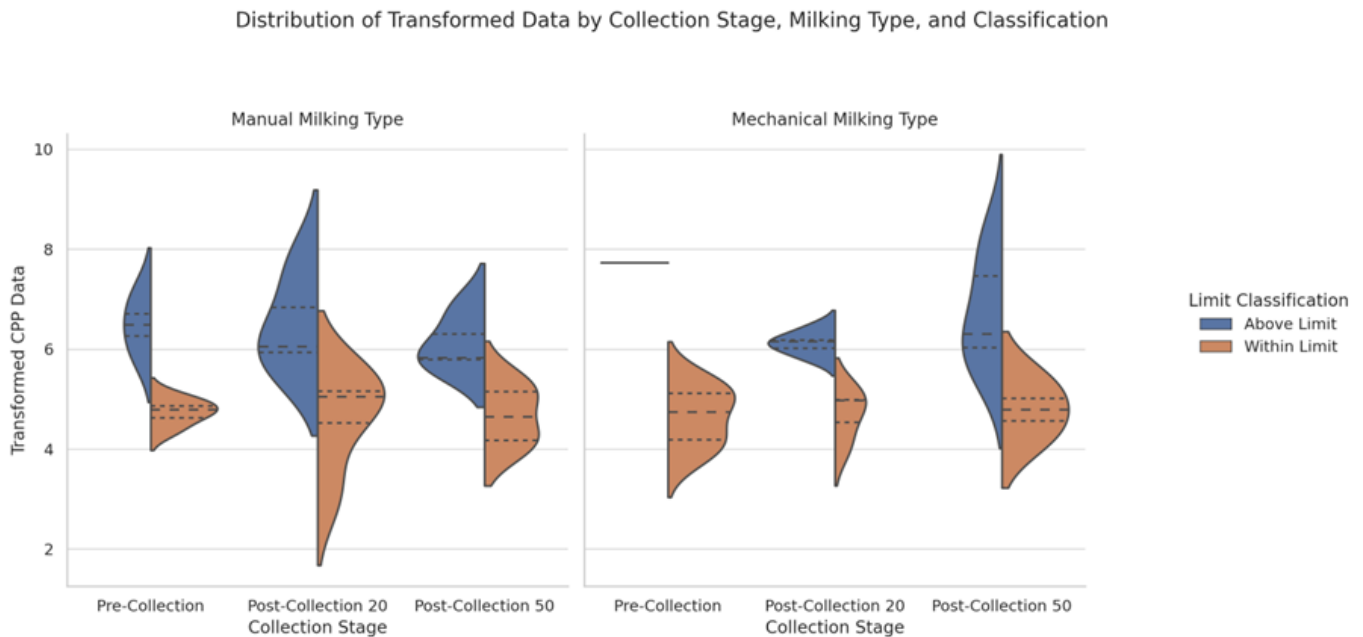 Distribution of Transformed Data by Collection Stage, Milking Type, and Classification
Manual Milking Type
Mechanical Milking Type
10
8
6
4
2
Transformed CPP Data
Pre-Collection
Post-Collection 20
Post-Collection 50
Collection Stage
Pre-Collection
Post-Collection 20
Post-Collection 50
Collection Stage
Limit Classification
Above Limit
Within Limit